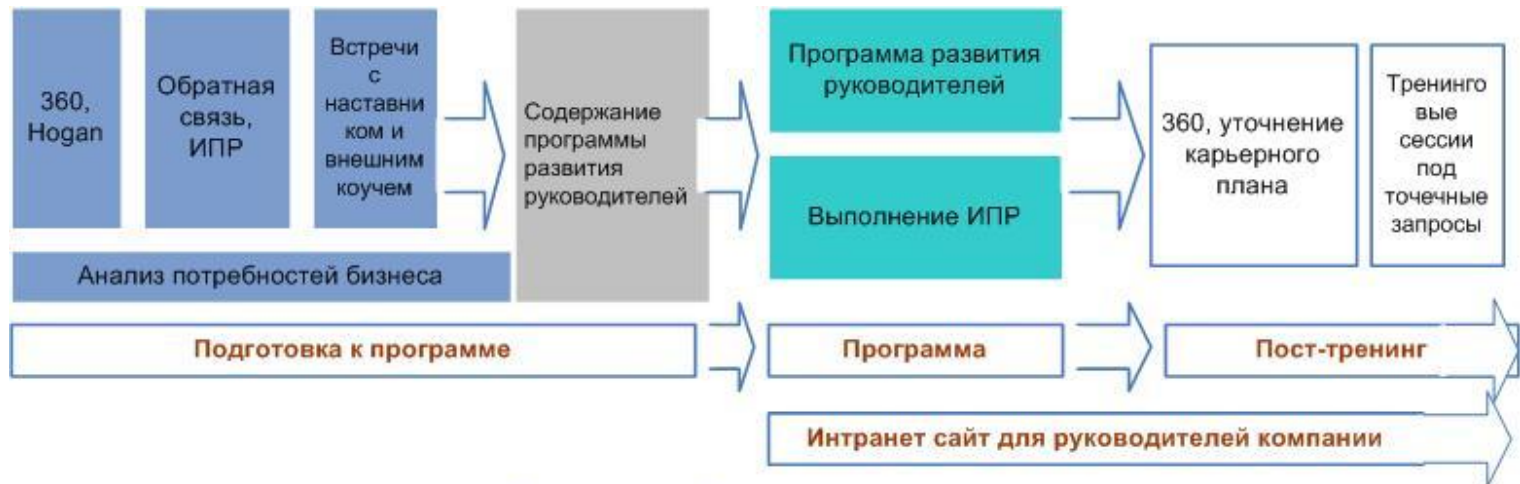 360,
Hogan
Обратная
связь,
ИПР
Встречи
с
наставни
ком и
внешним
коучем
Анализ потребностей бизнеса
Содержание
программы
развития
руководителей
Программа развития
руководителей
Выполнение ИПР
360, уточнение
карьерного
плана
Тренинго
вые
сессии
под
точечные
запросы
Подготовка к программе
Программа
Пост-тренинг
Интранет сайт для руководителей компании